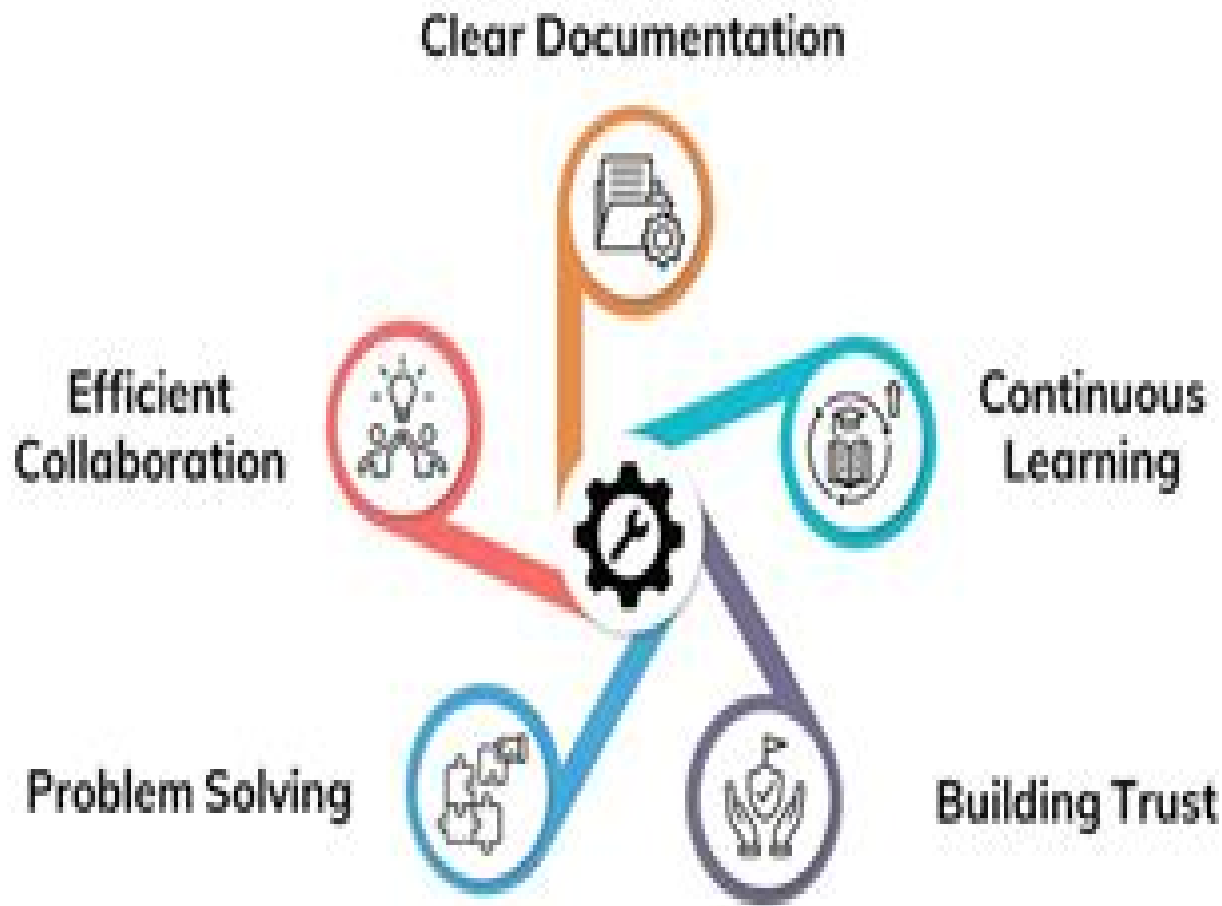 Clear Documentation
Efficient
Collaboration
Continuous
Learning
Problem Solving
Building Trust